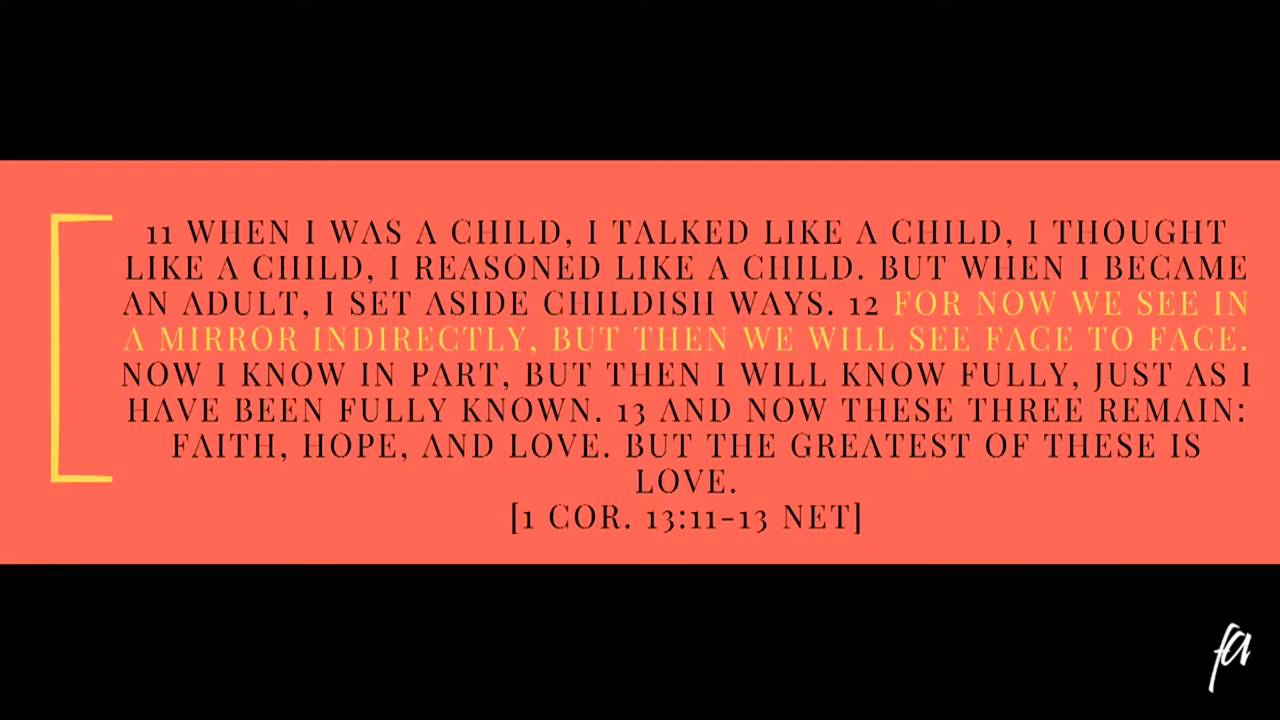 11 WHEN I WAS A CHILD, I TALKED LIKE A CHILD, I THOUGHT
LIKE A CHILD, I REASONED LIKE A CHILD. BUT WHEN I BECAME
AN ADULT, I SET ASIDE CHILDISH WAYS. 12 FOR NOW WE SEE IN
A MIRROR INDIRECTLY, BUT THEN WE WILL SEE FACE TO FACE.
NOW I KNOW IN PART, BUT THEN I WILL KNOW FULLY, JUST AS I
HAVE BEEN FULLY KNOWN. 13 AND NOW THESE THREE REMAIN:
FAITH, HOPE, AND LOVE. BUT THE GREATEST OF THESE IS
LOVE.
[1 COR. 13:11-13 NET]
fa